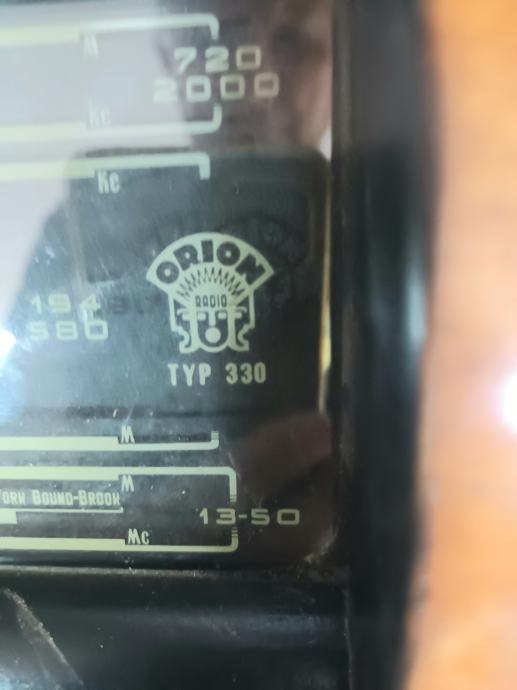 M
720
2000
Kc
Kc
ORION
RADIO
194
580
TYP 330
M
M
YORK BOUND-BROOK
13-50
Mc